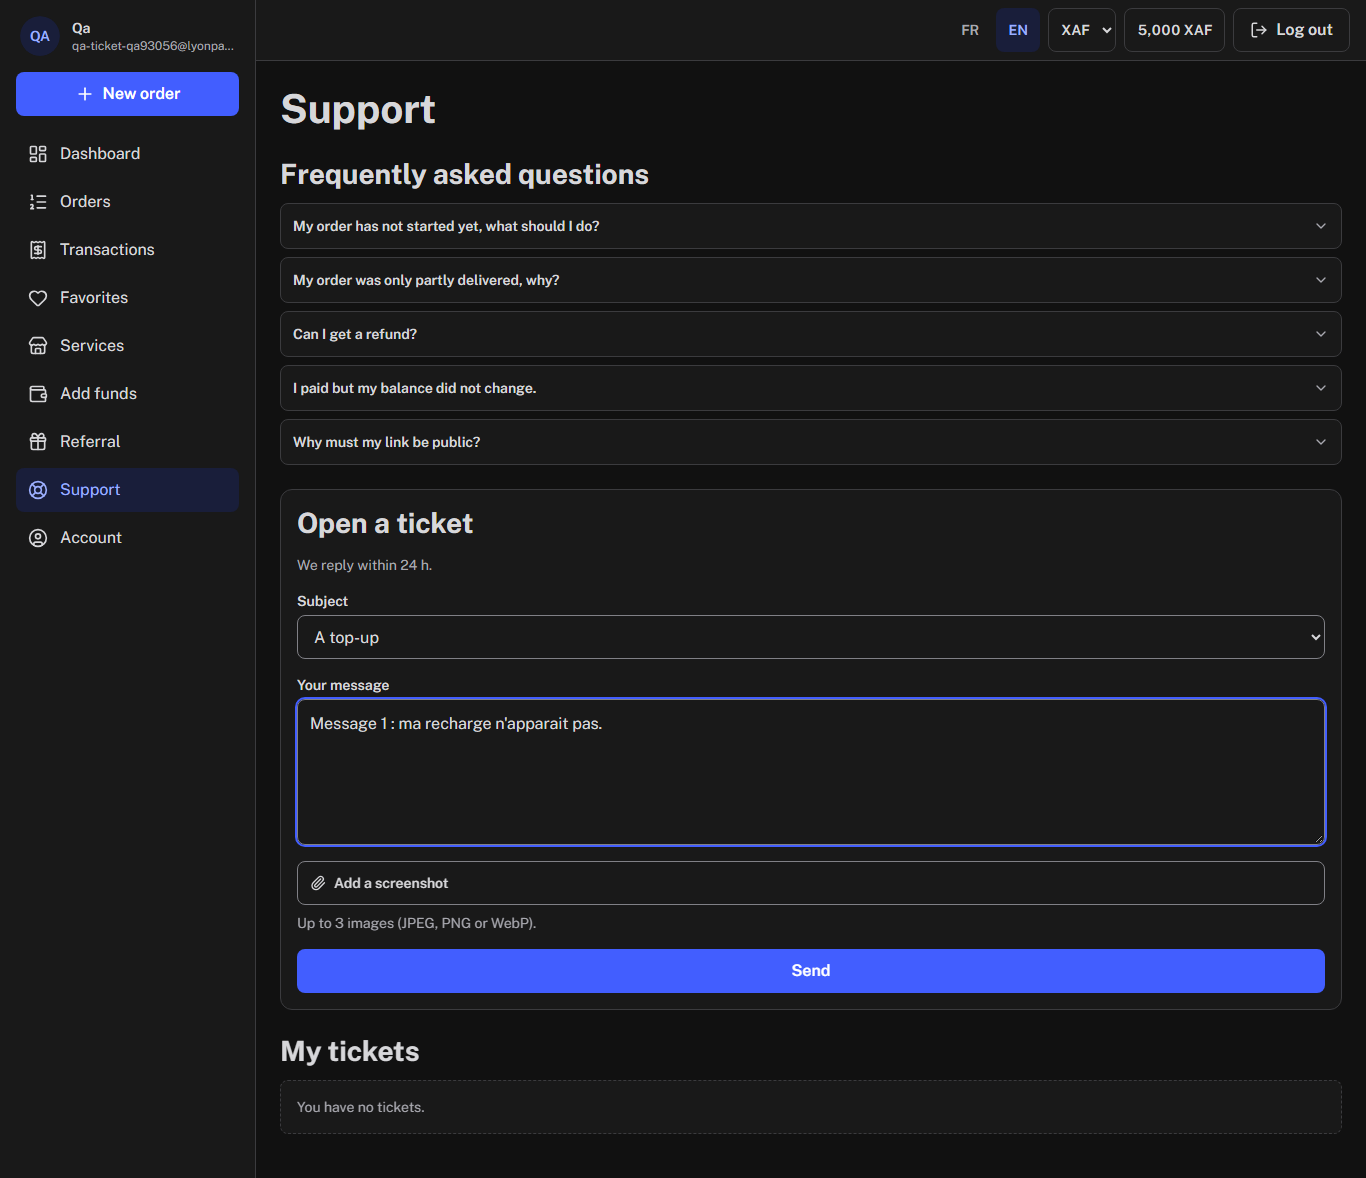 QA
Qa
qa-ticket-qa93056@lyonpa...
New order
Dashboard
Orders
Transactions
Favorites
Services
Add funds
Referral
Support
Account
FR
EN
XAF
5,000 XAF
Log out
Support
Frequently asked questions
My order has not started yet, what should I do?
My order was only partly delivered, why?
Can I get a refund?
I paid but my balance did not change.
Why must my link be public?
Open a ticket
We reply within 24 h.
Subject
A top-up
Your message
Message 1 : ma recharge n'apparait pas.
Add a screenshot
Up to 3 images (JPEG, PNG or WebP).
Send
My tickets
You have no tickets.